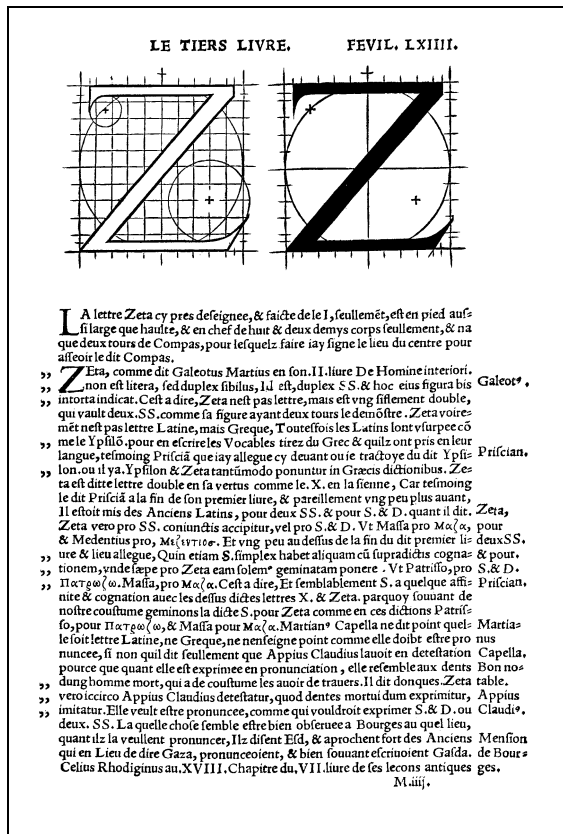 LE TIERS LIVRE. FEVIL. LXIIII.
LA lettre Zeta cy pres deſeignee, & faicte de le I, ſeullemēt, eſt en pied auſ⸗
ſi large que haulte, & en chef de huit & deux demys corps ſeullement, & na
que deux tours de Compas, pour leſquelz faire iay ſigne le lieu du centre pour
aſſeoir le dit Compas.
,, ZEta, comme dit Galeotus Martius en ſon. II. liure De Homine interiori.
,, non eſt litera, ſed duplex ſibilus, Id eſt, duplex SS. & hoc eius figura bis Galeotꝰ.
,, intorta indicat. Ceſt a dire, Zeta neſt pas lettre, mais eſt vng ſiflement double,
qui vault deux. SS. comme ſa figure ayant deux tours le demōſtre. Zeta voire⸗
mēt neſt pas lettre Latine, mais Greque, Touteſfois les Latins lont vſurpee cō
,, me le Ypſilō. pour en eſcrire les Vocables tirez du Grec & quilz ont pris en leur
langue, teſmoing Priſciā que iay allegue cy deuant ou ie tractoye du dit Ypſi⸗ Priſcian.
,, lon. ou il ya. Ypſilon & Zeta tantūmodo ponuntur in Græcis dictionibus. Ze⸗
ta eſt ditte lettre double en ſa vertus comme le. X. en la ſienne, Car teſmoing
le dit Priſciā a la fin de ſon premier liure, & pareillement vng peu plus auant,
Il eſtoit mis des Anciens Latins, pour deux SS. & pour S. & D. quant il dit. Zeta,
Zeta vero pro SS. coniunctis accipitur, vel pro S. & D. Vt Maſſa pro Μαζα, pour
& Medentius pro, Μεζεντιος. Et vng peu au deſſus de la fin du dit premier li⸗ deux SS.
,, ure & lieu allegue, Quin etiam S. ſimplex habet aliquam cū ſupradictis cogna⸗ & pour.
,, tionem, vnde ſæpe pro Zeta eam ſolemꝰ geminatam ponere. Vt Patriſſo, pro S. & D.
,, Πατρωζω. Maſſa, pro Μαζα. Ceſt a dire, Et ſemblablement S. a quelque affi⸗ Priſcian.
nite & cognation auec les deſſus dictes lettres X. & Zeta. parquoy ſouuant de
noſtre couſtume geminons la dicte S. pour Zeta comme en ces dictions Patriſ⸗
ſo, pour Πατρωζω, & Maſſa pour Μαζα. Martianꝰ Capella ne dit point quel⸗ Martia⸗
le ſoit lettre Latine, ne Greque, ne nenſeigne point comme elle doibt eſtre pro nus
nuncee, ſi non quil dit ſeullement que Appius Claudius lauoit en deteſtation Capella.
pource que quant elle eſt exprimee en pronunciation, elle reſemble aux dents Bon no⸗
,, dung homme mort, qui a de couſtume les auoir de trauers. Il dit donques. Zeta table.
,, vero iccirco Appius Claudius deteſtatur, quod dentes mortui dum exprimitur, Appius
,, imitatur. Elle veult eſtre pronuncee, comme qui vouldroit exprimer S. & D. ou Claudiꝰ.
deux. SS. La quelle choſe ſemble eſtre bien obſeruee a Bourges au quel lieu,
quant ilz la veullent pronuncer, Ilz diſent Eſd, & aprochent fort des Anciens Menſion
qui en Lieu de dire Gaza, pronunceoient, & bien ſouuant eſcriuoient Gaſda. de Bour⸗
Celius Rhodiginus au. XVIII. Chapitre du. VII. liure de ſes lecons antiques ges.
M.iiij.